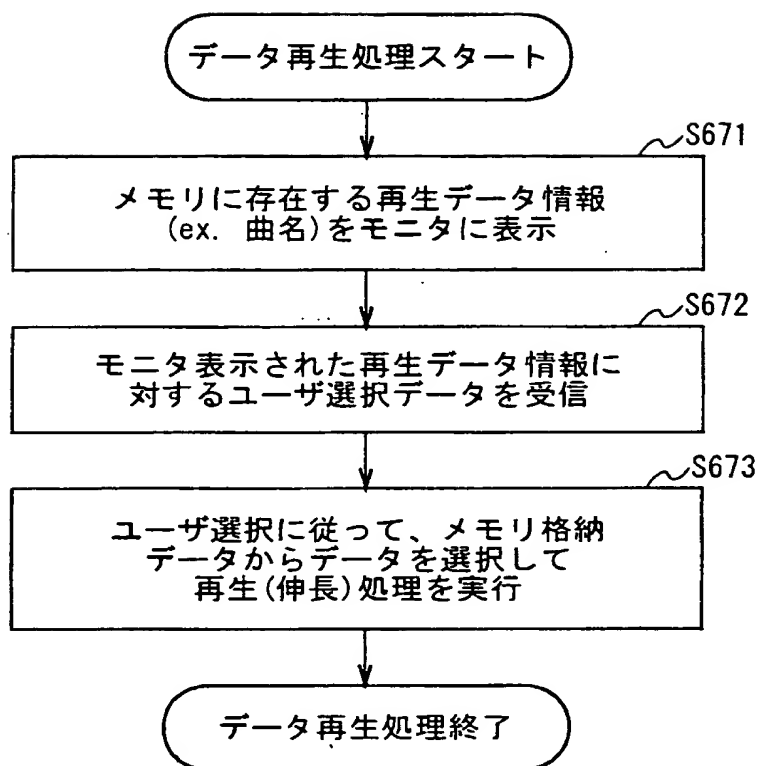 データ再生処理スタート
S671
メモリに存在する再生データ情報
(ex. 曲名)をモニタに表示
S672
モニタ表示された再生データ情報に
対するユーザ選択データを受信
S673
ユーザ選択に従って、メモリ格納
データからデータを選択して
再生(伸長)処理を実行
データ再生処理終了